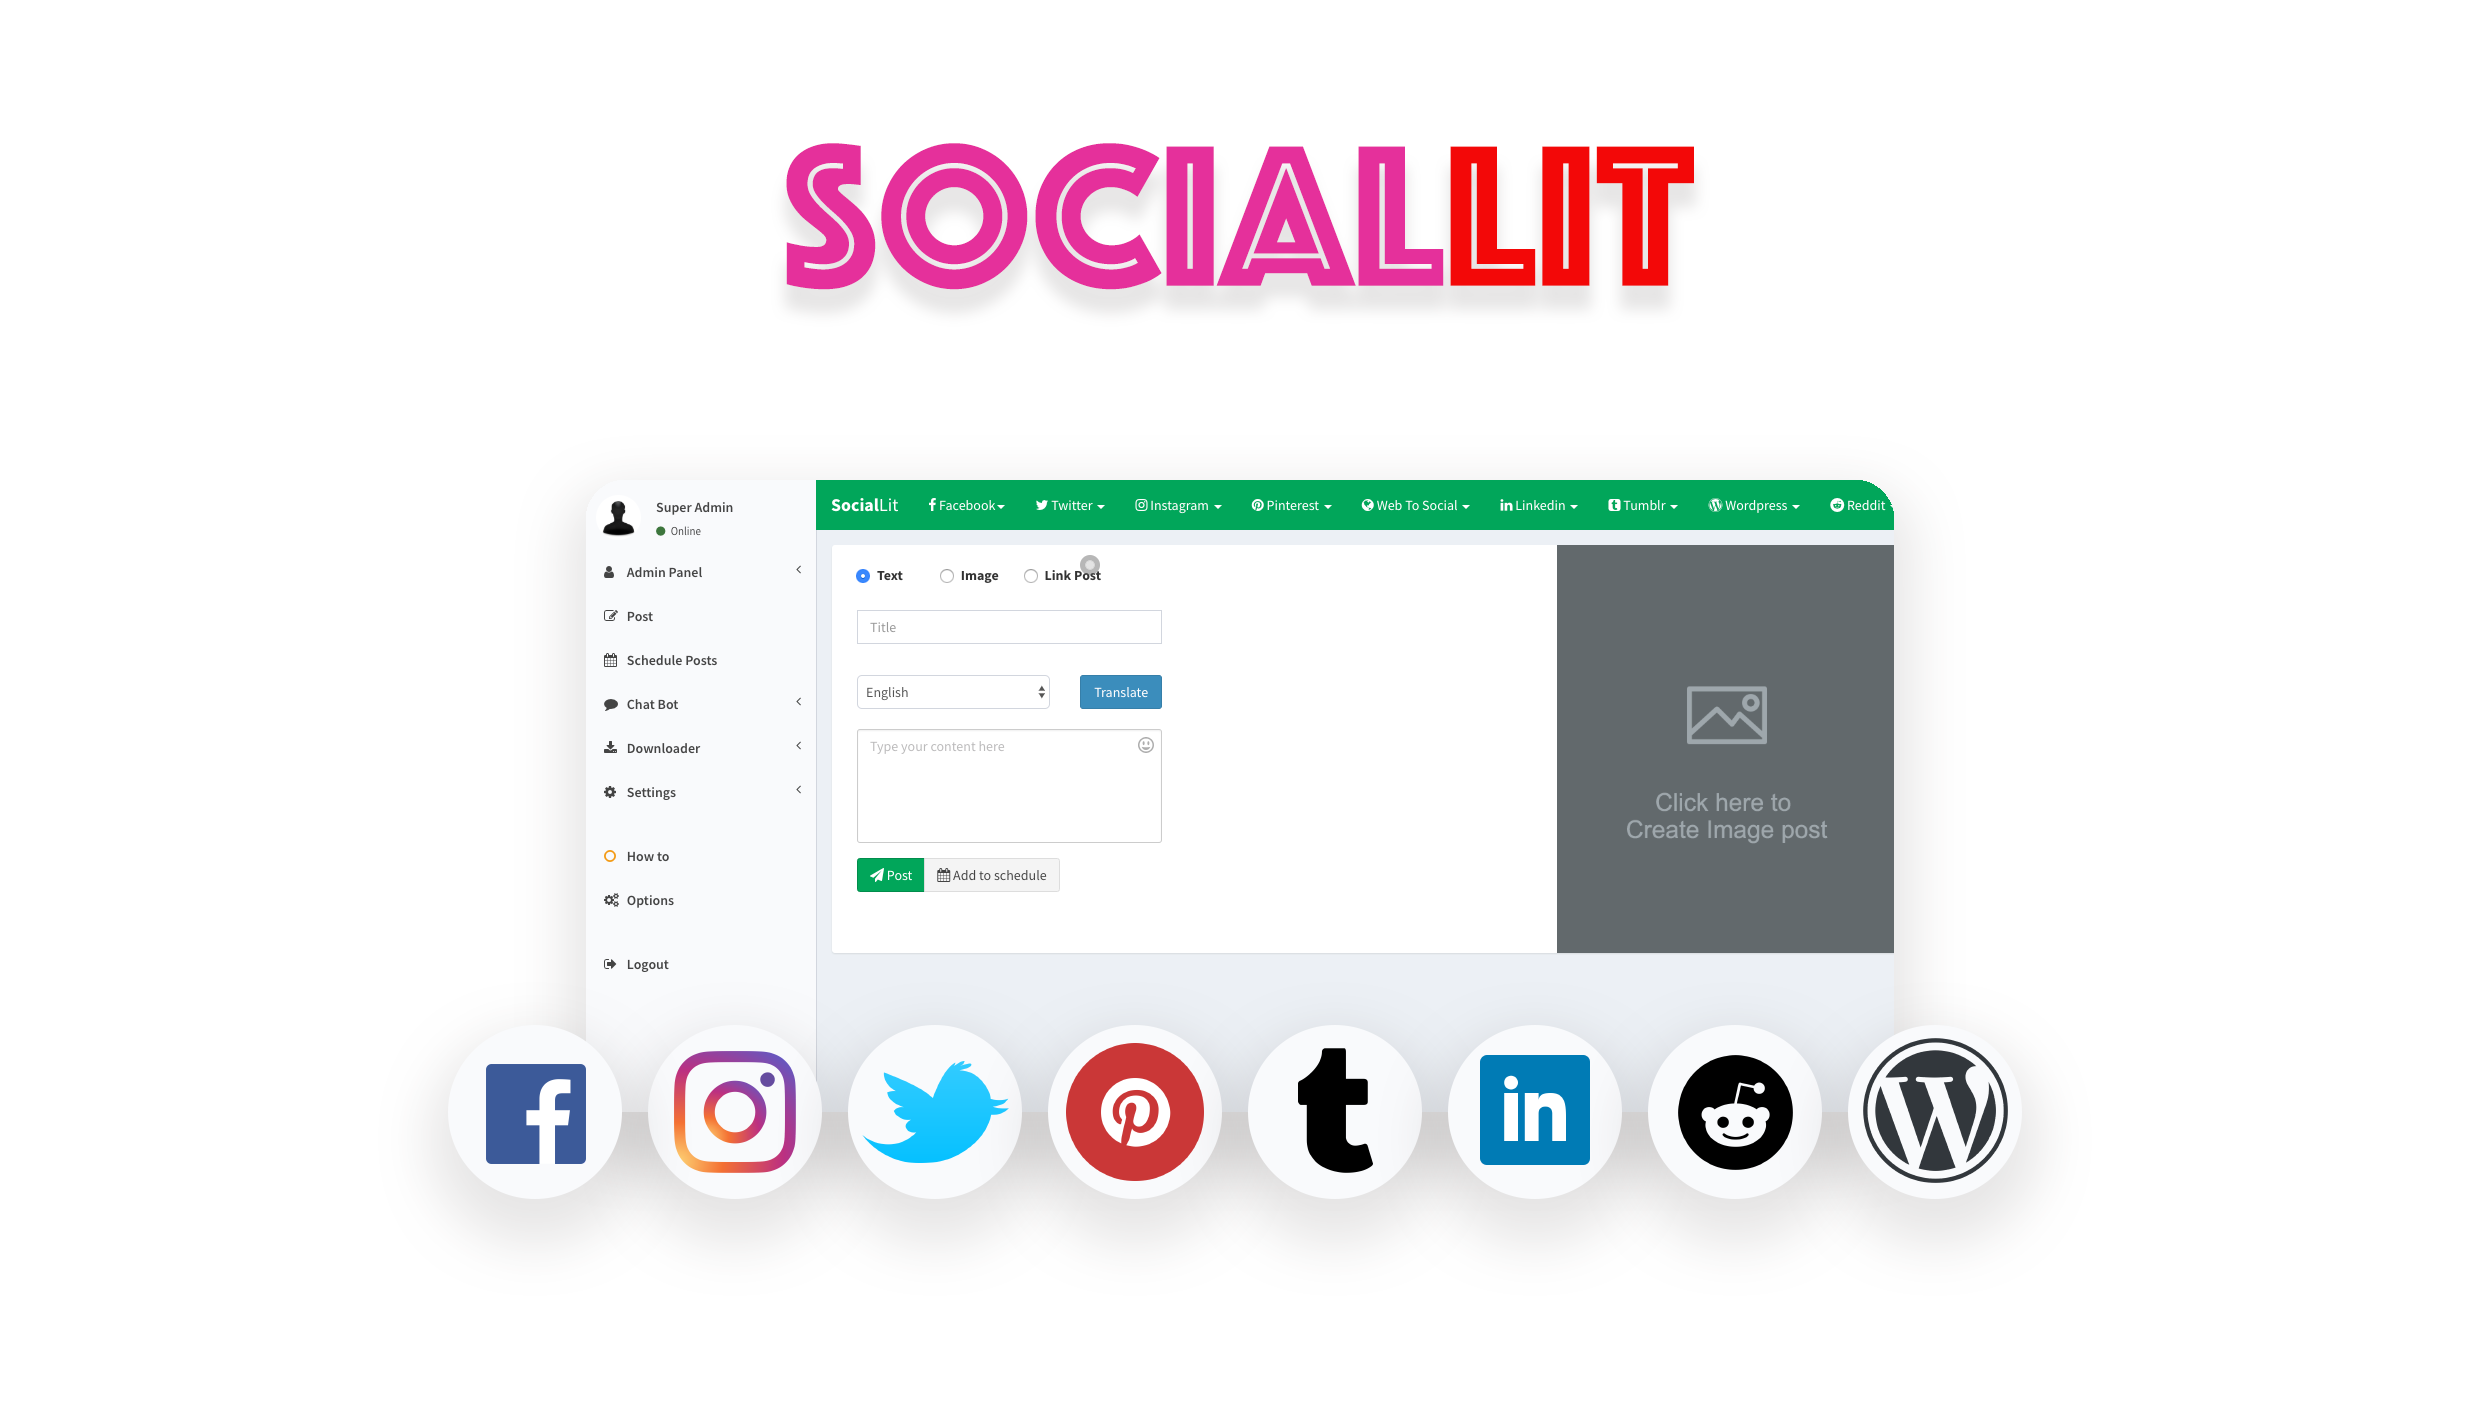 SOCIALLIT
Super Admin
Online
Admin Panel
Post
Schedule Posts
Chat Bot
Downloader
Settings
How to
Options
Logout
SocialLit Facebook Twitter Instagram Pinterest Web To Social Linkedin Tumblr Wordpress Reddit
Text Image Link Post
Title
English Translate
Type your content here
Post Add to schedule
Click here to
Create Image post